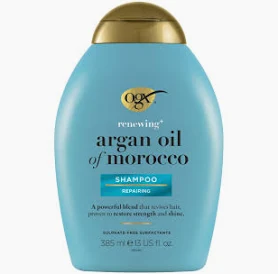 ogx
renewing+
argan oil
of morocco
SHAMPOO
REPAIRING
A powerful blend that revives hair,
proven to restore strength and shine.
SULFATE FREE SURFACTANTS
385 ml e 13 US fl. oz.